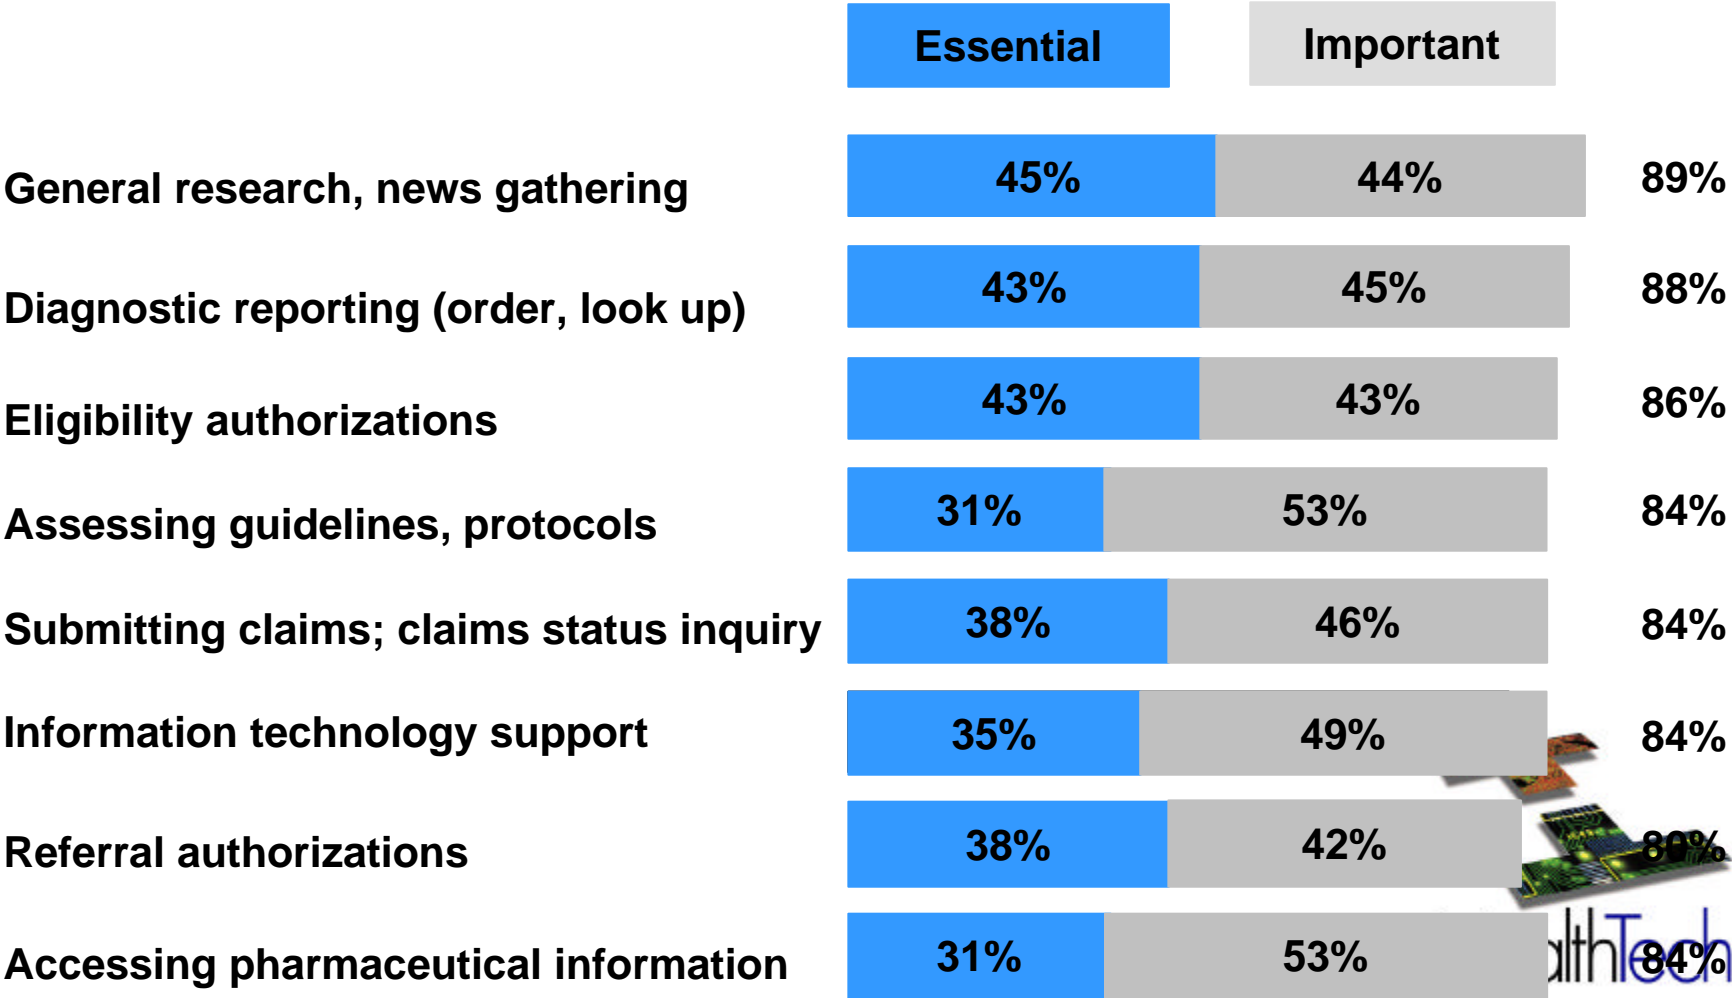 Essential Important
General research, news gathering 45% 44% 89%
Diagnostic reporting (order, look up) 43% 45% 88%
Eligibility authorizations 43% 43% 86%
Assessing guidelines, protocols 31% 53% 84%
Submitting claims; claims status inquiry 38% 46% 84%
Information technology support 35% 49% 84%
Referral authorizations 38% 42% 80%
Accessing pharmaceutical information 31% 53% 84%
althTech